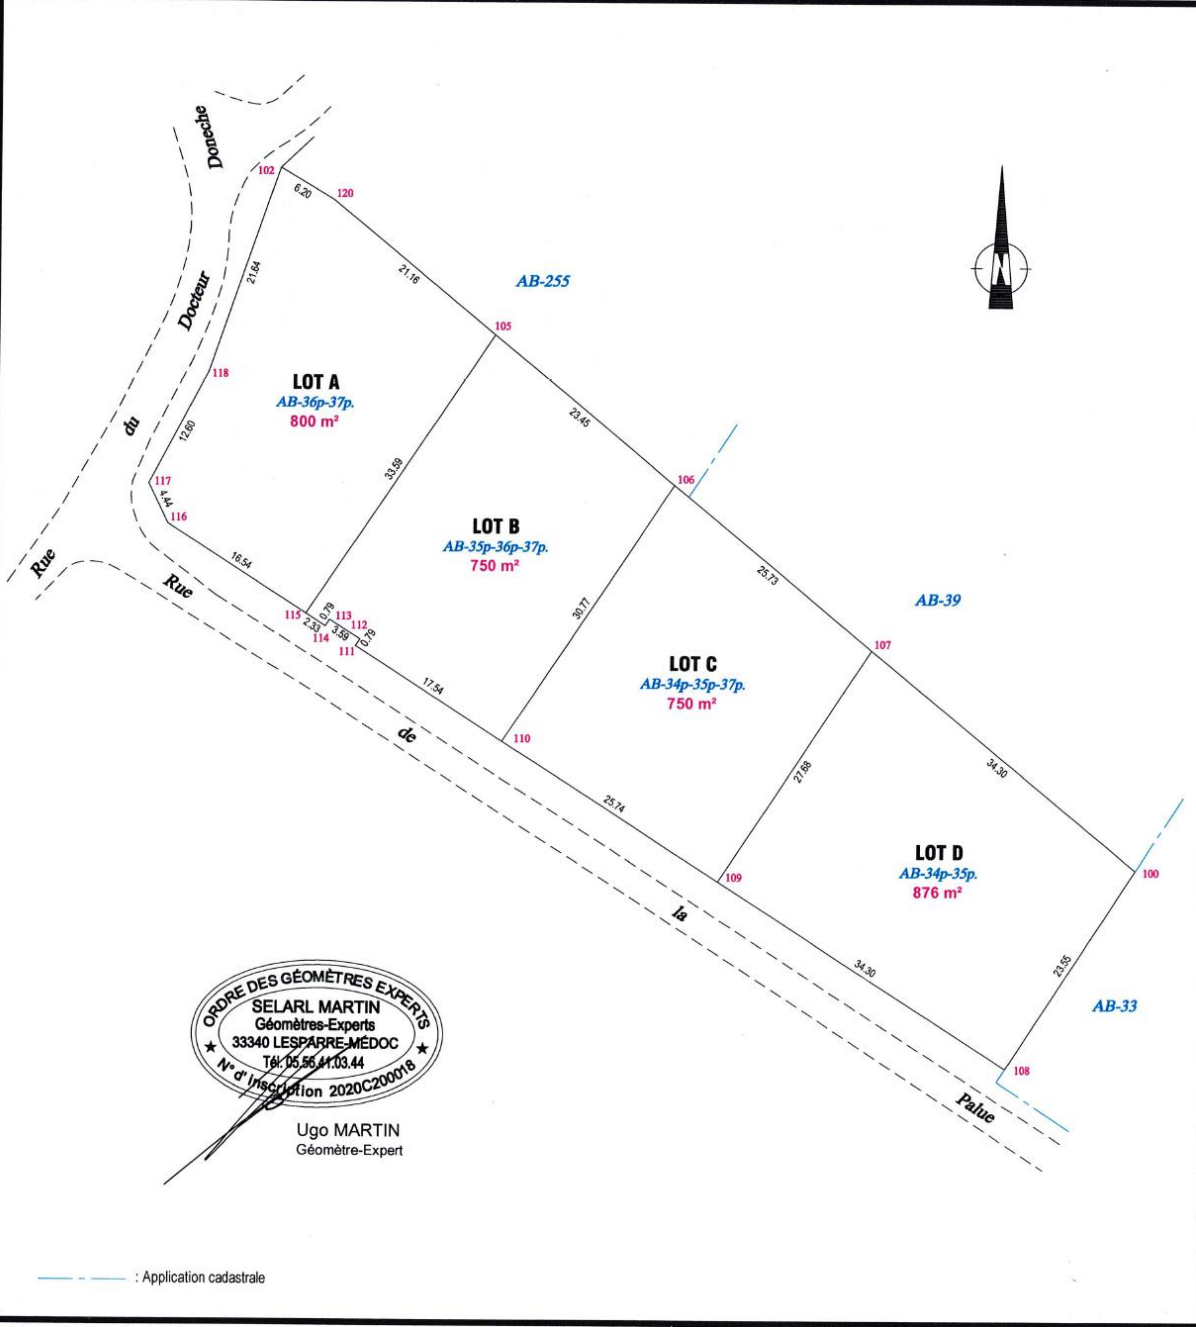 Doneche
102
6.20
120
21.64
21.16
AB-255
Docteur
N
105
118
LOT A
AB-36p-37p.
800 m²
23.45
du
12.60
33.59
117
4.44
106
116
LOT B
AB-35p-36p-37p.
750 m²
16.54
Rue
Rue
25.73
AB-39
30.77
115
0.79
113
2.33
112
3.59
0.79
114
111
107
LOT C
AB-34p-35p-37p.
750 m²
17.54
de
110
34.30
27.68
25.74
LOT D
AB-34p-35p.
876 m²
109
100
la
34.30
23.55
AB-33
108
Palue
ORDRE DES GÉOMÈTRES EXPERTS
SELARL MARTIN
Géomètres-Experts
33340 LESPARRE-MÉDOC
Tél. 05.56.41.03.44
N° d'inscription 2020C200018
Ugo MARTIN
Géomètre-Expert
: Application cadastrale